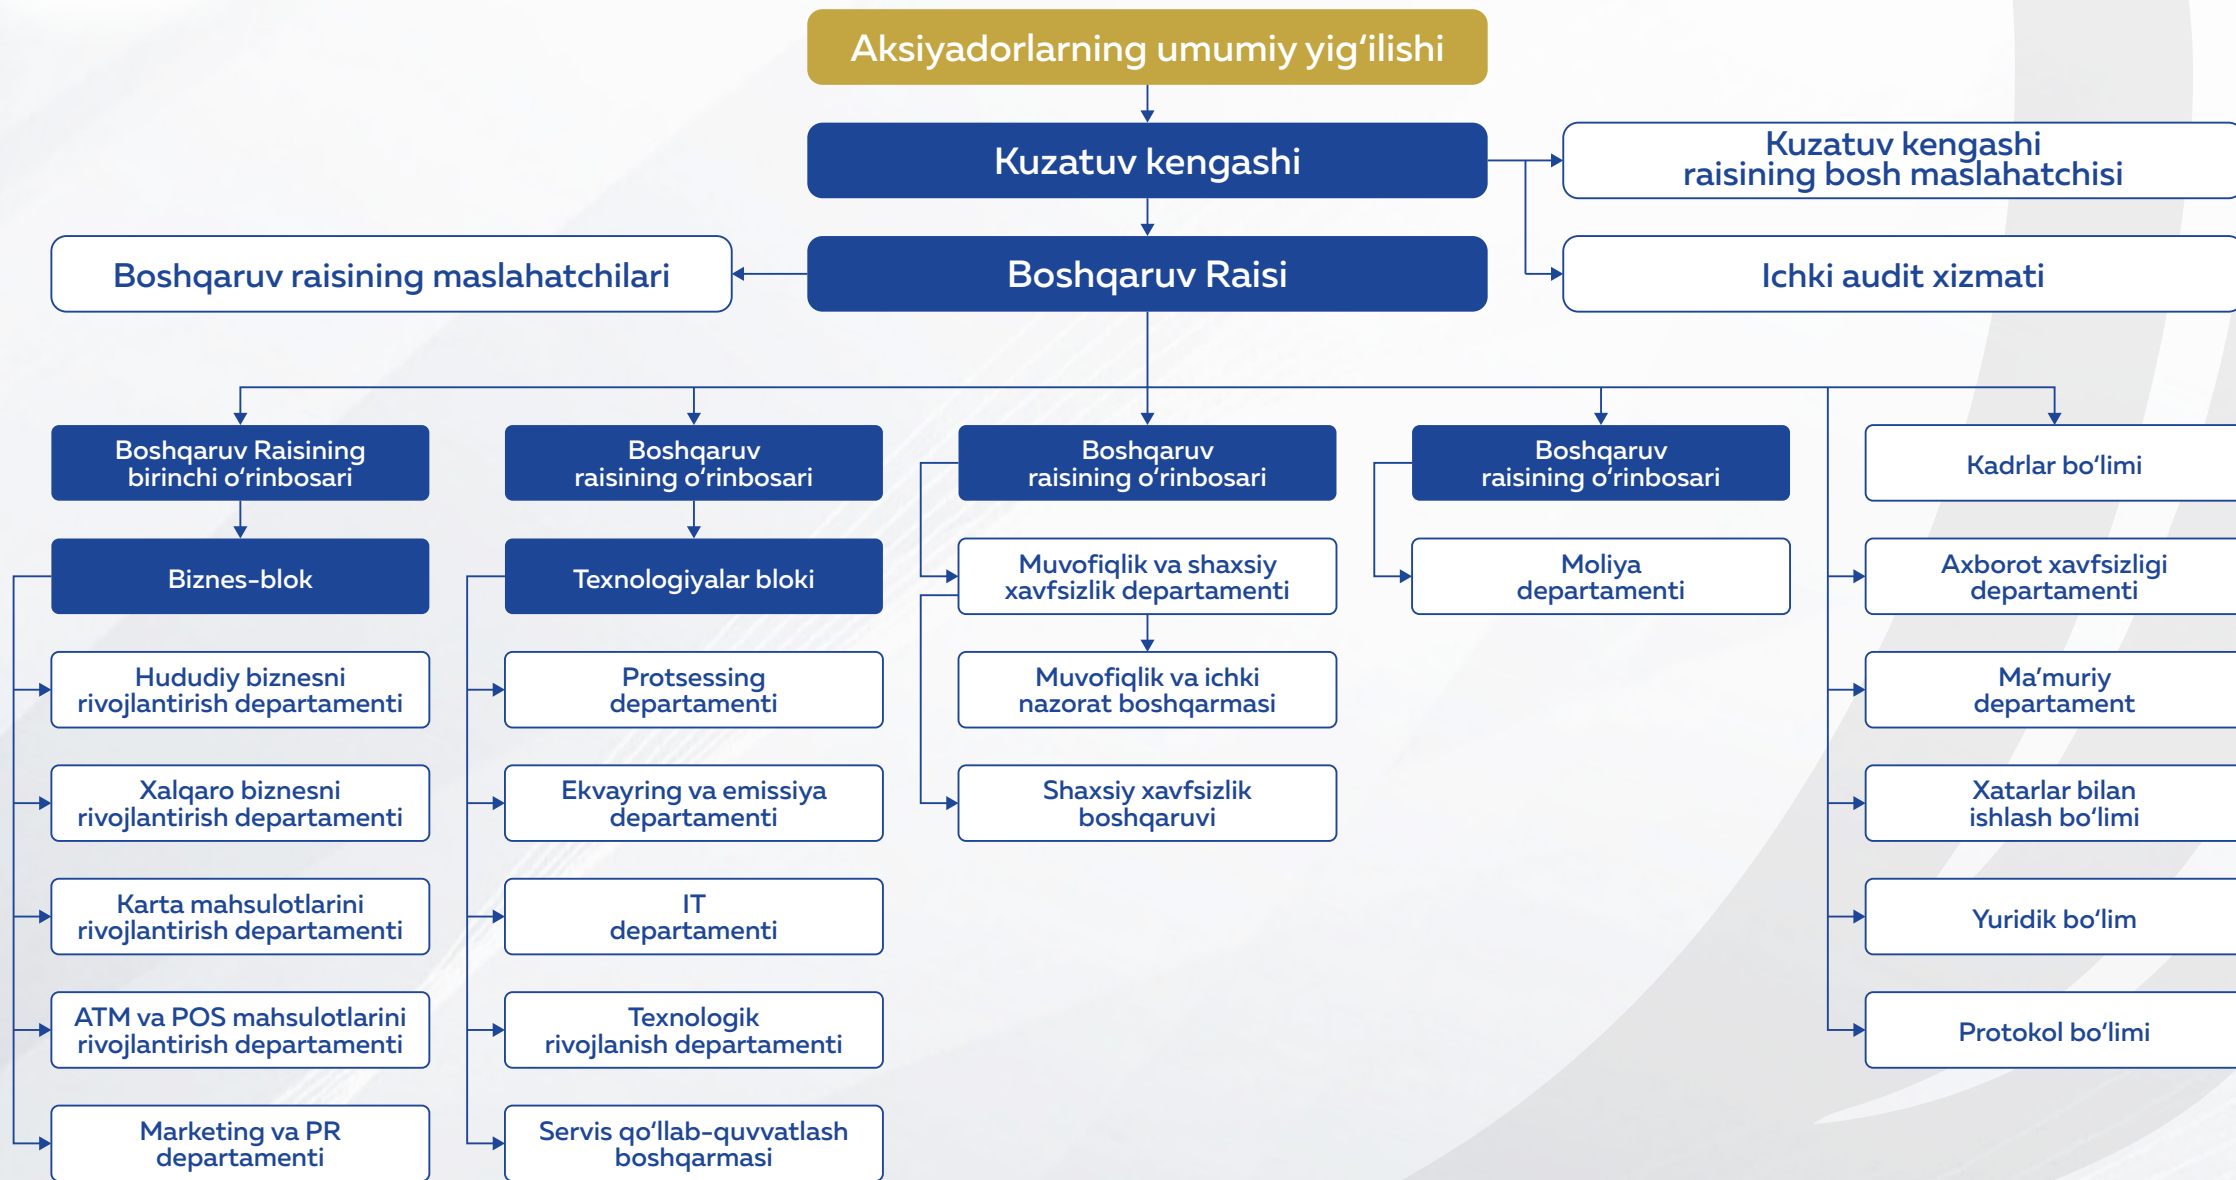 Aksiyadorlarning umumiy yig‘ilishi
Kuzatuv kengashi
Kuzatuv kengashi
raisining bosh maslahatchisi
Boshqaruv raisining maslahatchilari
Boshqaruv Raisi
Ichki audit xizmati
Boshqaruv Raisining
birinchi o‘rinbosari
Biznes-blok
Hududiy biznesni
rivojlantirish departamenti
Xalqaro biznesni
rivojlantirish departamenti
Karta mahsulotlarini
rivojlantirish departamenti
ATM va POS mahsulotlarini
rivojlantirish departamenti
Marketing va PR
departamenti
Boshqaruv
raisining o‘rinbosari
Texnologiyalar bloki
Protsessing
departamenti
Ekvayring va emissiya
departamenti
IT
departamenti
Texnologik
rivojlanish departamenti
Servis qo‘llab-quvvatlash
boshqarmasi
Boshqaruv
raisining o‘rinbosari
Muvofiqlik va shaxsiy
xavfsizlik departamenti
Muvofiqlik va ichki
nazorat boshqarmasi
Shaxsiy xavfsizlik
boshqaruvi
Boshqaruv
raisining o‘rinbosari
Moliya
departamenti
Kadrlar bo‘limi
Axborot xavfsizligi
departamenti
Ma’muriy
departament
Xatarlar bilan
ishlash bo‘limi
Yuridik bo‘lim
Protokol bo‘limi